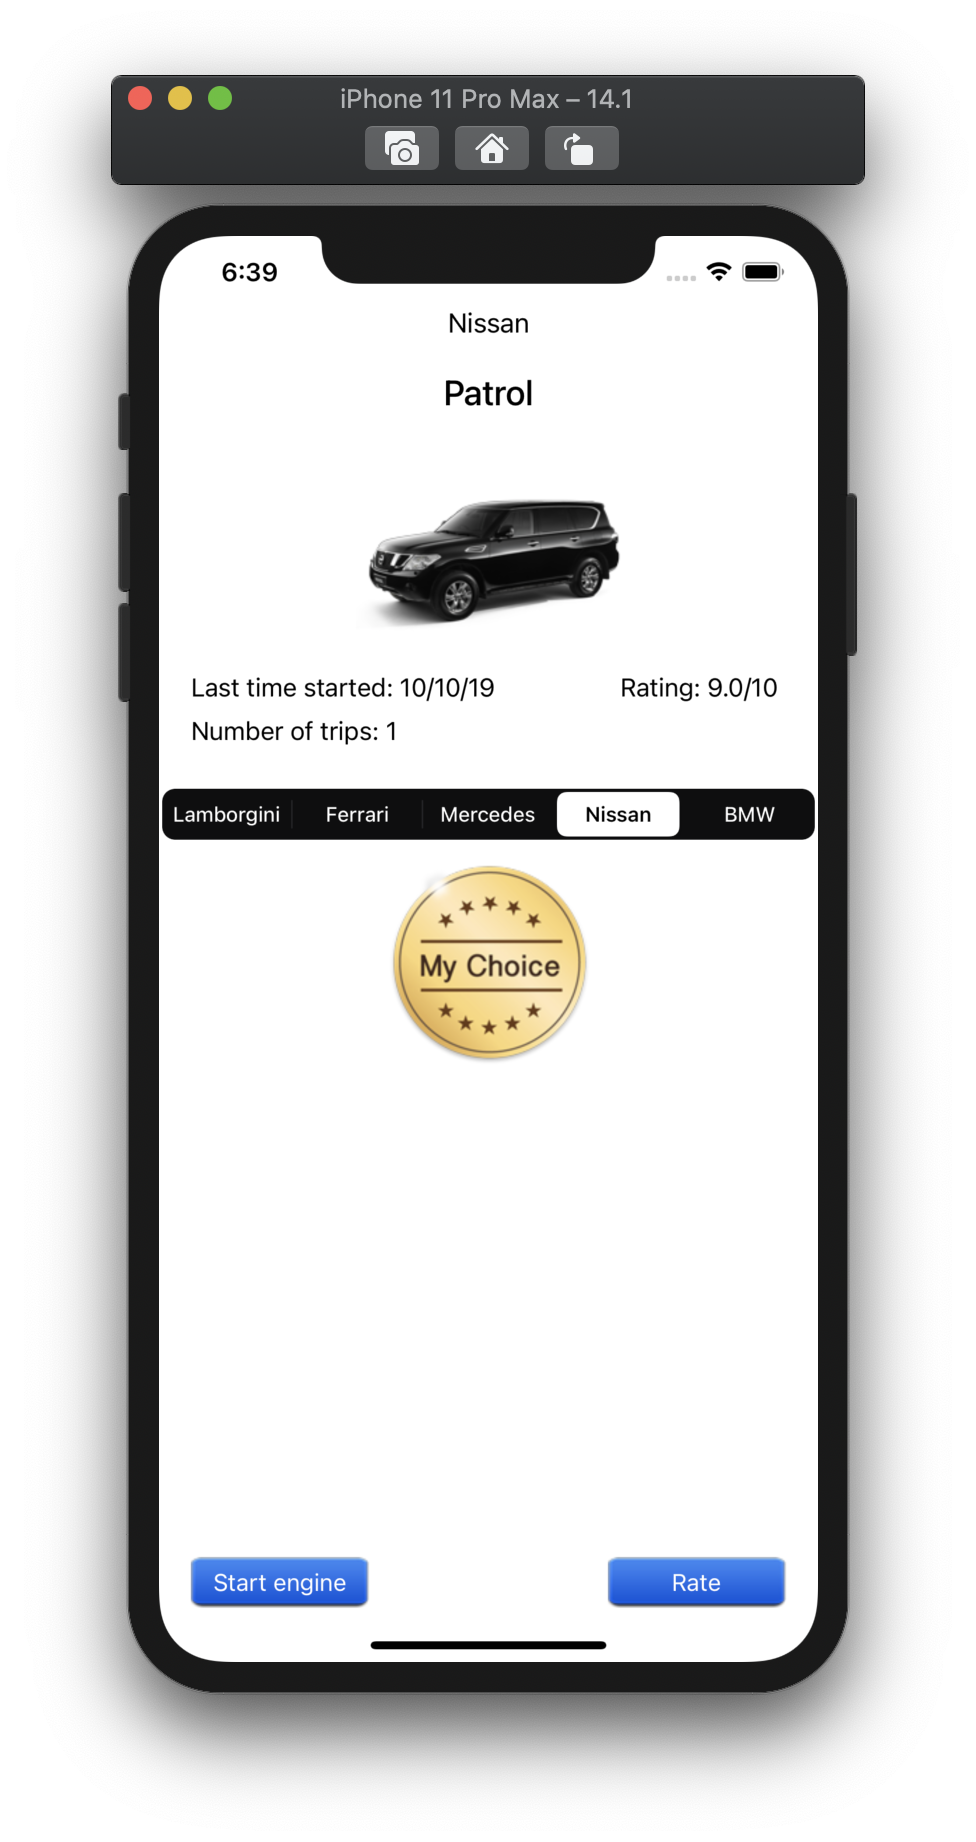 iPhone 11 Pro Max – 14.1
6:39
Nissan
Patrol
Last time started: 10/10/19 Rating: 9.0/10
Number of trips: 1
Lamborgini Ferrari Mercedes Nissan BMW
My Choice
Start engine Rate